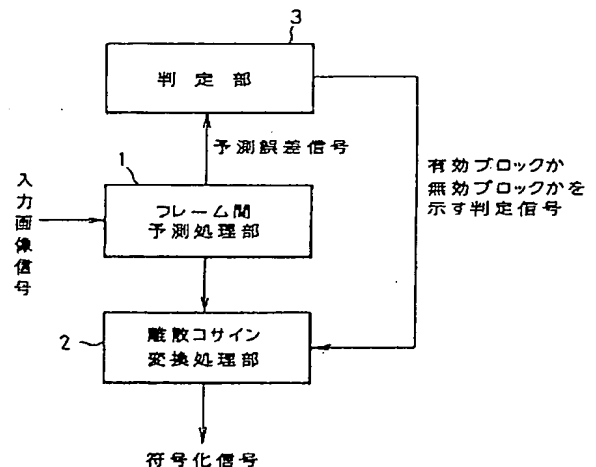 3
判定部
予測誤差信号
1
入力画像信号
フレーム間
予測処理部
有効ブロックか
無効ブロックかを
示す判定信号
2
離散コサイン
変換処理部
符号化信号